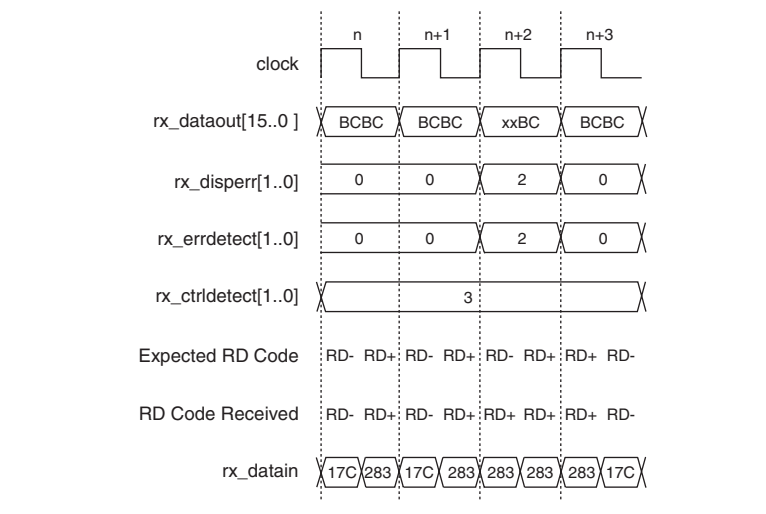 n n+1 n+2 n+3
clock
rx_dataout[15..0 ] BCBC BCBC xxBC BCBC
rx_disperr[1..0] 0 0 2 0
rx_errdetect[1..0] 0 0 2 0
rx_ctrldetect[1..0] 3
Expected RD Code RD- RD+ RD- RD+ RD- RD+ RD+ RD-
RD Code Received RD- RD+ RD- RD+ RD+ RD+ RD+ RD-
rx_datain 17C 283 17C 283 283 283 283 17C